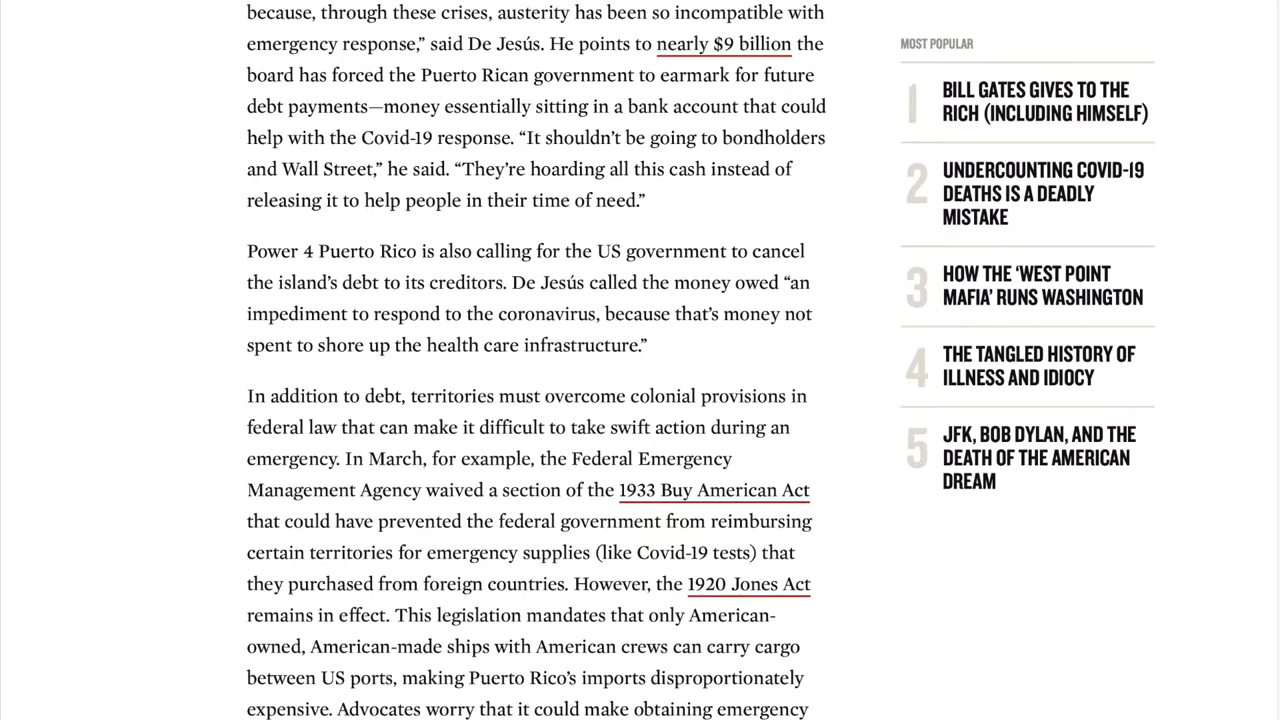 because, through these crises, austerity has been so incompatible with
emergency response,” said De Jesús. He points to nearly $9 billion the
board has forced the Puerto Rican government to earmark for future
debt payments—money essentially sitting in a bank account that could
help with the Covid-19 response. “It shouldn’t be going to bondholders
and Wall Street,” he said. “They’re hoarding all this cash instead of
releasing it to help people in their time of need.”
Power 4 Puerto Rico is also calling for the US government to cancel
the island’s debt to its creditors. De Jesús called the money owed “an
impediment to respond to the coronavirus, because that’s money not
spent to shore up the health care infrastructure.”
In addition to debt, territories must overcome colonial provisions in
federal law that can make it difficult to take swift action during an
emergency. In March, for example, the Federal Emergency
Management Agency waived a section of the 1933 Buy American Act
that could have prevented the federal government from reimbursing
certain territories for emergency supplies (like Covid-19 tests) that
they purchased from foreign countries. However, the 1920 Jones Act
remains in effect. This legislation mandates that only American-
owned, American-made ships with American crews can carry cargo
between US ports, making Puerto Rico’s imports disproportionately
expensive. Advocates worry that it could make obtaining emergency
MOST POPULAR
1 BILL GATES GIVES TO THE
RICH (INCLUDING HIMSELF)
2 UNDERCOUNTING COVID-19
DEATHS IS A DEADLY
MISTAKE
3 HOW THE ‘WEST POINT
MAFIA’ RUNS WASHINGTON
4 THE TANGLED HISTORY OF
ILLNESS AND IDIOCY
5 JFK, BOB DYLAN, AND THE
DEATH OF THE AMERICAN
DREAM